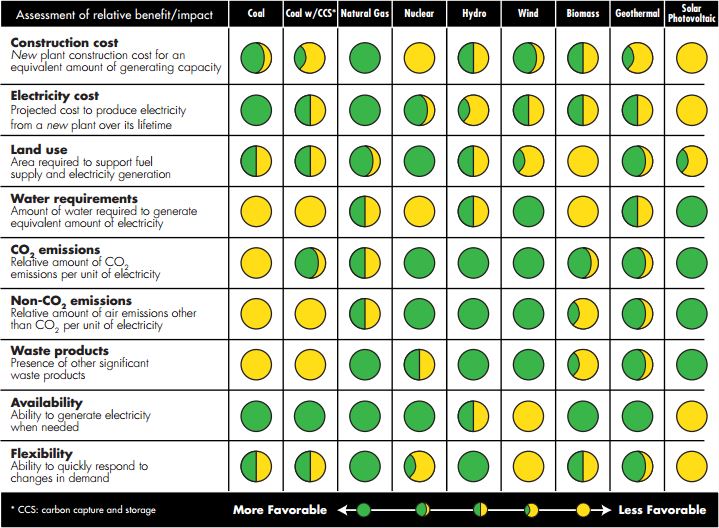 Assessment of relative benefit/impact
Coal
Coal w/CCS*
Natural Gas
Nuclear
Hydro
Wind
Biomass
Geothermal
Solar
Photovoltaic
Construction cost
New plant construction cost for an
equivalent amount of generating capacity
Electricity cost
Projected cost to produce electricity
from a new plant over its lifetime
Land use
Area required to support fuel
supply and electricity generation
Water requirements
Amount of water required to generate
equivalent amount of electricity
CO2 emissions
Relative amount of CO2
emissions per unit of electricity
Non-CO2 emissions
Relative amount of air emissions other
than CO2 per unit of electricity
Waste products
Presence of other significant
waste products
Availability
Ability to generate electricity
when needed
Flexibility
Ability to quickly respond to
changes in demand
* CCS: carbon capture and storage
More Favorable
Less Favorable